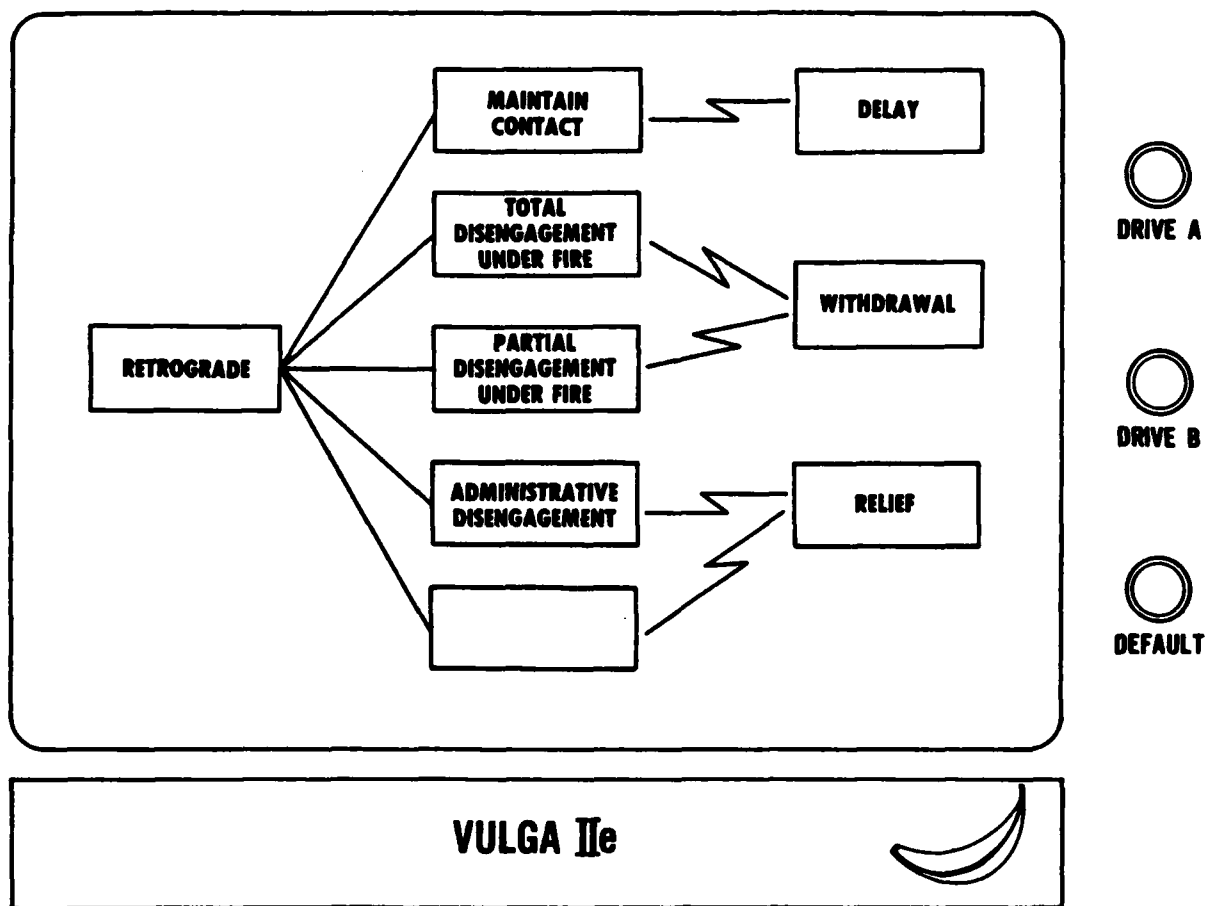 MAINTAIN
CONTACT
DELAY
TOTAL
DISENGAGEMENT
UNDER FIRE
WITHDRAWAL
RETROGRADE
PARTIAL
DISENGAGEMENT
UNDER FIRE
ADMINISTRATIVE
DISENGAGEMENT
RELIEF
DRIVE A
DRIVE B
DEFAULT
VULGA IIe